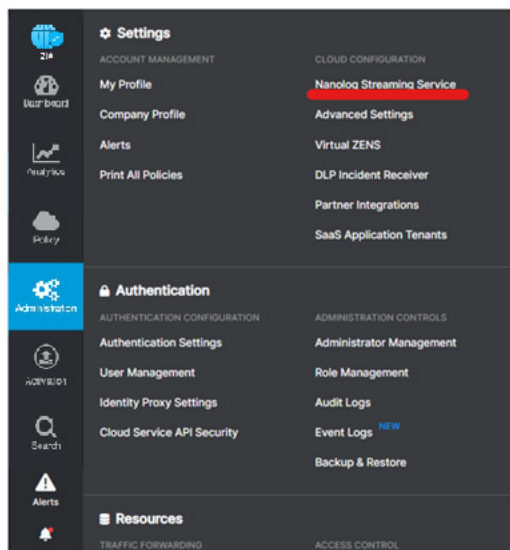 ZIA
Dashboard
Analytics
Policy
Administration
Activation
Search
Alerts
Settings
ACCOUNT MANAGEMENT
My Profile
Company Profile
Alerts
Print All Policies
CLOUD CONFIGURATION
Nanolog Streaming Service
Advanced Settings
Virtual ZENS
DLP Incident Receiver
Partner Integrations
SaaS Application Tenants
Authentication
AUTHENTICATION CONFIGURATION
Authentication Settings
User Management
Identity Proxy Settings
Cloud Service API Security
ADMINISTRATION CONTROLS
Administrator Management
Role Management
Audit Logs
Event Logs NEW
Backup & Restore
Resources
TRAFFIC FORWARDING
ACCESS CONTROL